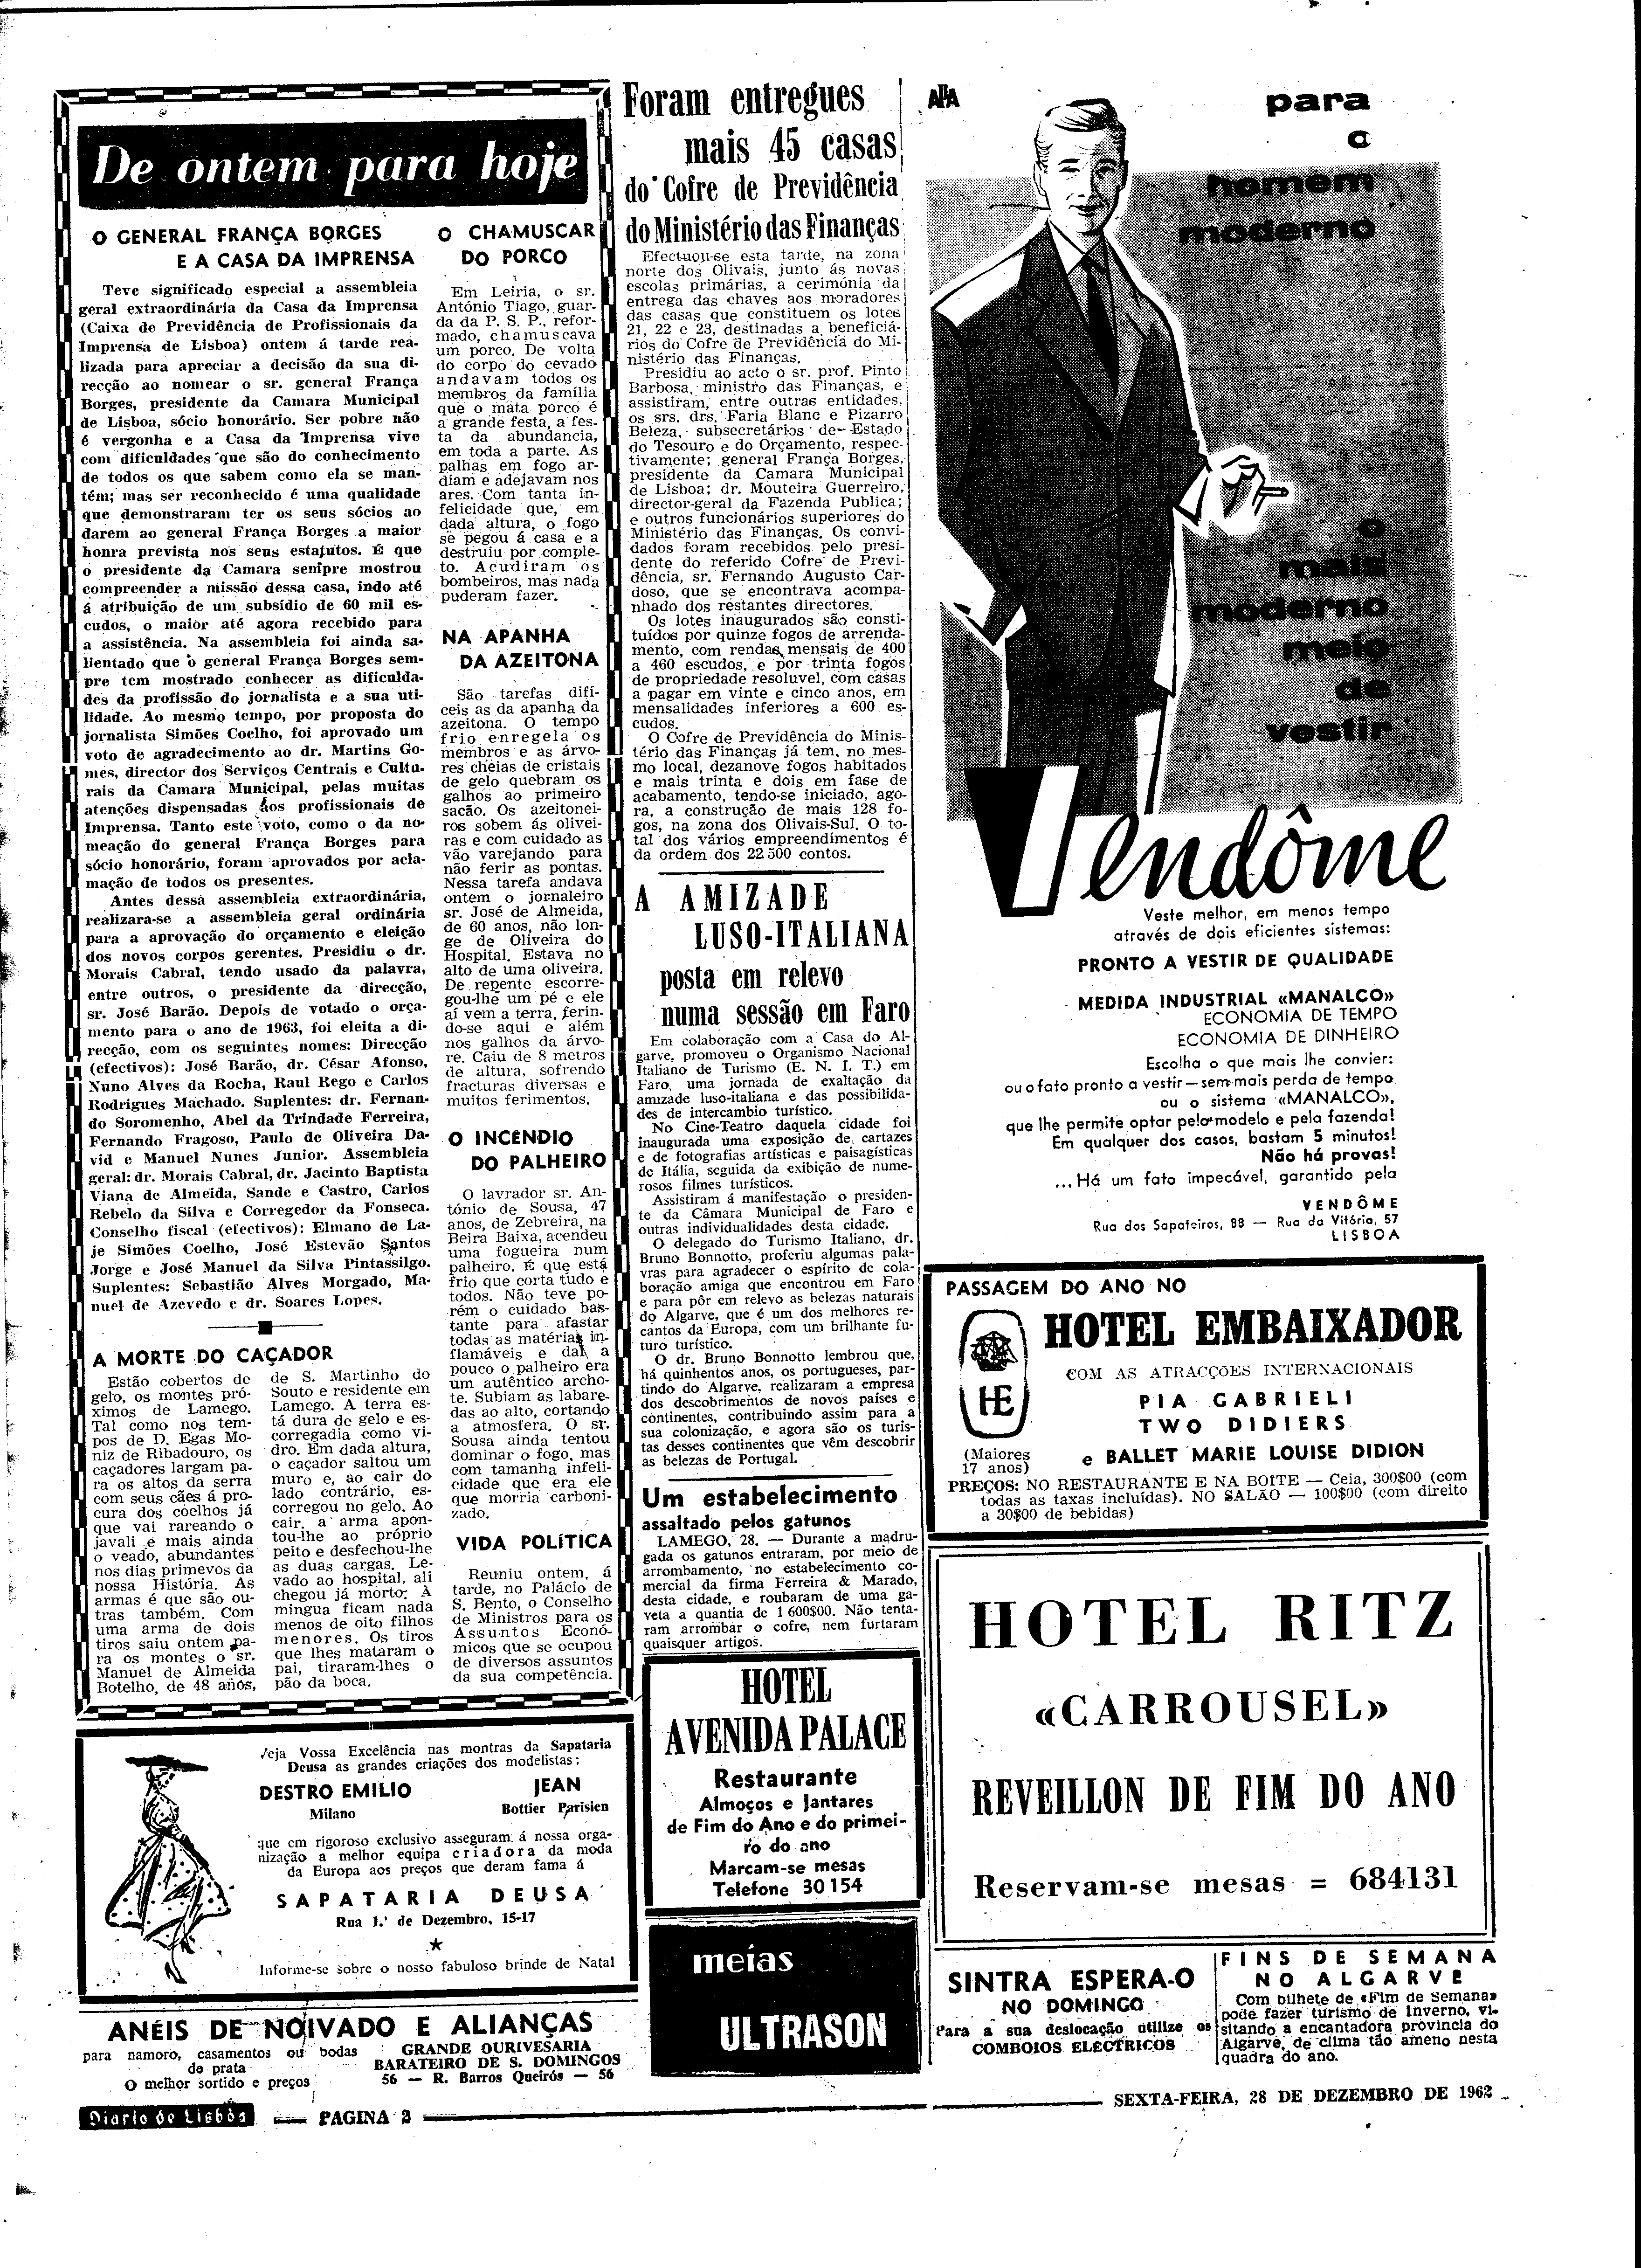 De ontem para hoje
O GENERAL FRANÇA BORGES
E A CASA DA IMPRENSA
Teve significado especial a assembleia
geral extraordinária da Casa da Imprensa
(Caixa de Previdência de Profissionais da
Imprensa de Lisboa) ontem á tarde rea-
lizada para apreciar a decisão da sua di-
recção ao nomear o sr. general França
Borges, presidente da Camara Municipal
de Lisboa, sócio honorário. Ser pobre não
é vergonha e a Casa da Imprensa vive
com dificuldades que são do conhecimento
de todos os que sabem como ela se man-
tém; mas ser reconhecido é uma qualidade
que demonstraram ter os seus sócios ao
darem ao general França Borges a maior
honra prevista nos seus estatutos. É que
o presidente da Camara sempre mostrou
compreender a missão dessa casa, indo até
á atribuição de um subsídio de 60 mil es-
cudos, o maior até agora recebido para
a assistência. Na assembleia foi ainda sa-
lientado que o general França Borges sem-
pre tem mostrado conhecer as dificulda-
des da profissão do jornalista e a sua uti-
lidade. Ao mesmo tempo, por proposta do
jornalista Simões Coelho, foi aprovado um
voto de agradecimento ao dr. Martins Go-
mes, director dos Serviços Centrais e Cultu-
rais da Camara Municipal, pelas muitas
atenções dispensadas aos profissionais de
Imprensa. Tanto este voto, como o da no-
meação do general França Borges para
sócio honorário, foram aprovados por acla-
mação de todos os presentes.
Antes dessa assembleia extraordinária,
realizara-se a assembleia geral ordinária
para a aprovação do orçamento e eleição
dos novos corpos gerentes. Presidiu o dr.
Morais Cabral, tendo usado da palavra,
entre outros, o presidente da direcção,
sr. José Barão. Depois de votado o orça-
mento para o ano de 1963, foi eleita a di-
recção, com os seguintes nomes: Direcção
(efectivos): José Barão, dr. César Afonso,
Nuno Alves da Rocha, Raul Rego e Carlos
Rodrigues Machado. Suplentes: dr. Fernan-
do Soromenho, Abel da Trindade Ferreira,
Fernando Fragoso, Paulo de Oliveira Da-
vid e Manuel Nunes Junior. Assembleia
geral: dr. Morais Cabral, dr. Jacinto Baptista
Viana de Almeida, Sande e Castro, Carlos
Rebelo da Silva e Corregedor da Fonseca.
Conselho fiscal (efectivos): Elmano de La-
je Simões Coelho, José Estevão Santos
Jorge e José Manuel da Silva Pintassilgo.
Suplentes: Sebastião Alves Morgado, Ma-
nuel de Azevedo e dr. Soares Lopes.
A MORTE DO CAÇADOR
Estão cobertos de
gelo, os montes pró-
ximos de Lamego.
Tal como nos tem-
pos de D. Egas Mo-
niz de Ribadouro, os
caçadores largam pa-
ra os altos da serra
com seus cães á pro-
cura dos coelhos já
que vai rareando o
javali e mais ainda
o veado, abundantes
nos dias primevos da
nossa História. As
armas é que são ou-
tras também. Com
uma arma de dois
tiros saiu ontem pa-
ra os montes o sr.
Manuel de Almeida
Botelho, de 48 anos,
de S. Martinho do
Souto e residente em
Lamego. A terra es-
tá dura de gelo e es-
corregadia como vi-
dro. Em dada altura,
o caçador saltou um
muro e, ao cair do
lado contrário, es-
corregou no gelo. Ao
cair, a arma apon-
tou-lhe ao próprio
peito e desfechou-lhe
as duas cargas. Le-
vado ao hospital, ali
chegou já morto. À
mingua ficam nada
menos de oito filhos
menores. Os tiros
que lhes mataram o
pai, tiraram-lhes o
pão da boca.
O CHAMUSCAR
DO PORCO
Em Leiria, o sr.
António Tiago, guar-
da da P. S. P., refor-
mado, chamuscava
um porco. De volta
do corpo do cevado
andavam todos os
membros da família
que o mata porco é
a grande festa, a fes-
ta da abundancia,
em toda a parte. As
palhas em fogo ar-
diam e adejavam nos
ares. Com tanta in-
felicidade que, em
dada altura, o fogo
se pegou á casa e a
destruiu por comple-
to. Acudiram os
bombeiros, mas nada
puderam fazer.
NA APANHA
DA AZEITONA
São tarefas difí-
ceis as da apanha da
azeitona. O tempo
frio enregela os
membros e as árvo-
res cheias de cristais
de gelo quebram os
galhos ao primeiro
sacão. Os azeitonei-
ros sobem ás olivei-
ras e com cuidado as
vão varejando para
não ferir as pontas.
Nessa tarefa andava
ontem o jornaleiro
sr. José de Almeida,
de 60 anos, não lon-
ge de Oliveira do
Hospital. Estava no
alto de uma oliveira.
De repente escorre-
gou-lhe um pé e ele
aí vem a terra, ferin-
do-se aqui e além
nos galhos da árvo-
re. Caiu de 8 metros
de altura, sofrendo
fracturas diversas e
muitos ferimentos.
O INCÊNDIO
DO PALHEIRO
O lavrador sr. An-
tónio de Sousa, 47
anos, de Zebreira, na
Beira Baixa, acendeu
uma fogueira num
palheiro. É que está
frio que corta tudo e
todos. Não teve po-
rém o cuidado bas-
tante para afastar
todas as matérias in-
flamáveis e daí a
pouco o palheiro era
um autêntico archo-
te. Subiam as labare-
das ao alto, cortando
a atmosfera. O sr.
Sousa ainda tentou
dominar o fogo, mas
com tamanha infeli-
cidade que era ele
que morria carboni-
zado.
VIDA POLÍTICA
Reuniu ontem, á
tarde, no Palácio de
S. Bento, o Conselho
de Ministros para os
Assuntos Econó-
micos que se ocupou
de diversos assuntos
da sua competência.
Foram entregues
mais 45 casas
do Cofre de Previdência
do Ministério das Finanças
Efectuou-se esta tarde, na zona
norte dos Olivais, junto ás novas
escolas primárias, a cerimónia da
entrega das chaves aos moradores
das casas que constituem os lotes
21, 22 e 23, destinadas a beneficiá-
rios do Cofre de Previdência do Mi-
nistério das Finanças.
Presidiu ao acto o sr. prof. Pinto
Barbosa, ministro das Finanças, e
assistiram, entre outras entidades,
os srs. drs. Faria Blanc e Pizarro
Beleza, subsecretários de Estado
do Tesouro e do Orçamento, respec-
tivamente; general França Borges,
presidente da Camara Municipal
de Lisboa; dr. Mouteira Guerreiro,
director-geral da Fazenda Publica;
e outros funcionários superiores do
Ministério das Finanças. Os convi-
dados foram recebidos pelo presi-
dente do referido Cofre de Previ-
dência, sr. Fernando Augusto Car-
doso, que se encontrava acompa-
nhado dos restantes directores.
Os lotes inaugurados são consti-
tuídos por quinze fogos de arrenda-
mento, com rendas mensais de 400
a 460 escudos, e por trinta fogos
de propriedade resoluvel, com casas
a pagar em vinte e cinco anos, em
mensalidades inferiores a 600 es-
cudos.
O Cofre de Previdência do Minis-
tério das Finanças já tem, no mes-
mo local, dezanove fogos habitados
e mais trinta e dois em fase de
acabamento, tendo-se iniciado, ago-
ra, a construção de mais 128 fo-
gos, na zona dos Olivais-Sul. O to-
tal dos vários empreendimentos é
da ordem dos 22 500 contos.
A AMIZADE
LUSO-ITALIANA
posta em relevo
numa sessão em Faro
Em colaboração com a Casa do Al-
garve, promoveu o Organismo Nacional
Italiano de Turismo (E. N. I. T.) em
Faro, uma jornada de exaltação da
amizade luso-italiana e das possibilida-
des de intercambio turístico.
No Cine-Teatro daquela cidade foi
inaugurada uma exposição de cartazes
e de fotografias artísticas e paisagísticas
de Itália, seguida da exibição de nume-
rosos filmes turísticos.
Assistiram á manifestação o presiden-
te da Câmara Municipal de Faro e
outras individualidades desta cidade.
O delegado do Turismo Italiano, dr.
Bruno Bonnotto, proferiu algumas pala-
vras para agradecer o espírito de cola-
boração amiga que encontrou em Faro
e para pôr em relevo as belezas naturais
do Algarve, que é um dos melhores re-
cantos da Europa, com um brilhante fu-
turo turístico.
O dr. Bruno Bonnotto lembrou que,
há quinhentos anos, os portugueses, par-
tindo do Algarve, realizaram a empresa
dos descobrimentos de novos países e
continentes, contribuindo assim para a
sua colonização, e agora são os turis-
tas desses continentes que vêm descobrir
as belezas de Portugal.
Um estabelecimento
assaltado pelos gatunos
LAMEGO, 28. — Durante a madru-
gada os gatunos entraram, por meio de
arrombamento, no estabelecimento co-
mercial da firma Ferreira & Marado,
desta cidade, e roubaram de uma ga-
veta a quantia de 1 600$00. Não tenta-
ram arrombar o cofre, nem furtaram
quaisquer artigos.
para
a
homem
moderno
o
mais
moderno
meio
de
vestir
Vendôme
Veste melhor, em menos tempo
através de dois eficientes sistemas:
PRONTO A VESTIR DE QUALIDADE
MEDIDA INDUSTRIAL «MANALCO»
ECONOMIA DE TEMPO
ECONOMIA DE DINHEIRO
Escolha o que mais lhe convier:
ou o fato pronto a vestir — sem mais perda de tempo
ou o sistema «MANALCO»,
que lhe permite optar pelo modelo e pela fazenda!
Em qualquer dos casos, bastam 5 minutos!
Não há provas!
...Há um fato impecável, garantido pela
VENDÔME
Rua dos Sapateiros, 88 — Rua da Vitória, 57
LISBOA
PASSAGEM DO ANO NO
HOTEL EMBAIXADOR
HE
COM AS ATRACÇÕES INTERNACIONAIS
PIA GABRIELI
TWO DIDIERS
e BALLET MARIE LOUISE DIDION
(Maiores
17 anos)
PREÇOS: NO RESTAURANTE E NA BOITE — Ceia, 300$00 (com
todas as taxas incluídas). NO SALÃO — 100$00 (com direito
a 30$00 de bebidas)
HOTEL RITZ
«CARROUSEL»
REVEILLON DE FIM DO ANO
Reservam-se mesas = 684131
Veja Vossa Excelência nas montras da Sapataria
Deusa as grandes criações dos modelistas:
DESTRO EMILIO JEAN
Milano Bottier Parisien
que em rigoroso exclusivo asseguram á nossa orga-
nização a melhor equipa criadora da moda
da Europa aos preços que deram fama á
SAPATARIA DEUSA
Rua 1.º de Dezembro, 15-17
Informe-se sobre o nosso fabuloso brinde de Natal
HOTEL
AVENIDA PALACE
Restaurante
Almoços e Jantares
de Fim do Ano e do primei-
ro do ano
Marcam-se mesas
Telefone 30 154
meias
ULTRASON
ANÉIS DE NOIVADO E ALIANÇAS
para namoro, casamentos ou bodas
de prata
O melhor sortido e preços
GRANDE OURIVESARIA
BARATEIRO DE S. DOMINGOS
56 — R. Barros Queirós — 56
SINTRA ESPERA-O
NO DOMINGO
Para a sua deslocação utilize os
COMBOIOS ELÉCTRICOS
FINS DE SEMANA
NO ALGARVE
Com bilhete de «Fim de Semana»
pode fazer turismo de Inverno, vi-
sitando a encantadora província do
Algarve, de clima tão ameno nesta
quadra do ano.
Diario de Lisboa — PAGINA 2 — SEXTA-FEIRA, 28 DE DEZEMBRO DE 1962